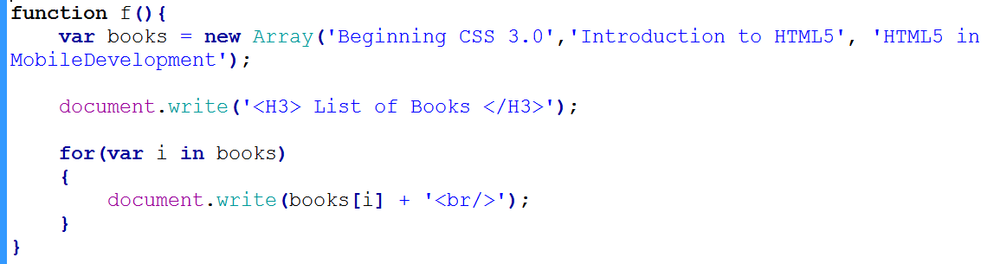 function f(){
    var books = new Array('Beginning CSS 3.0','Introduction to HTML5', 'HTML5 in
MobileDevelopment');

    document.write('<H3> List of Books </H3>');

    for(var i in books)
    {
        document.write(books[i] + '<br/>');
    }
}